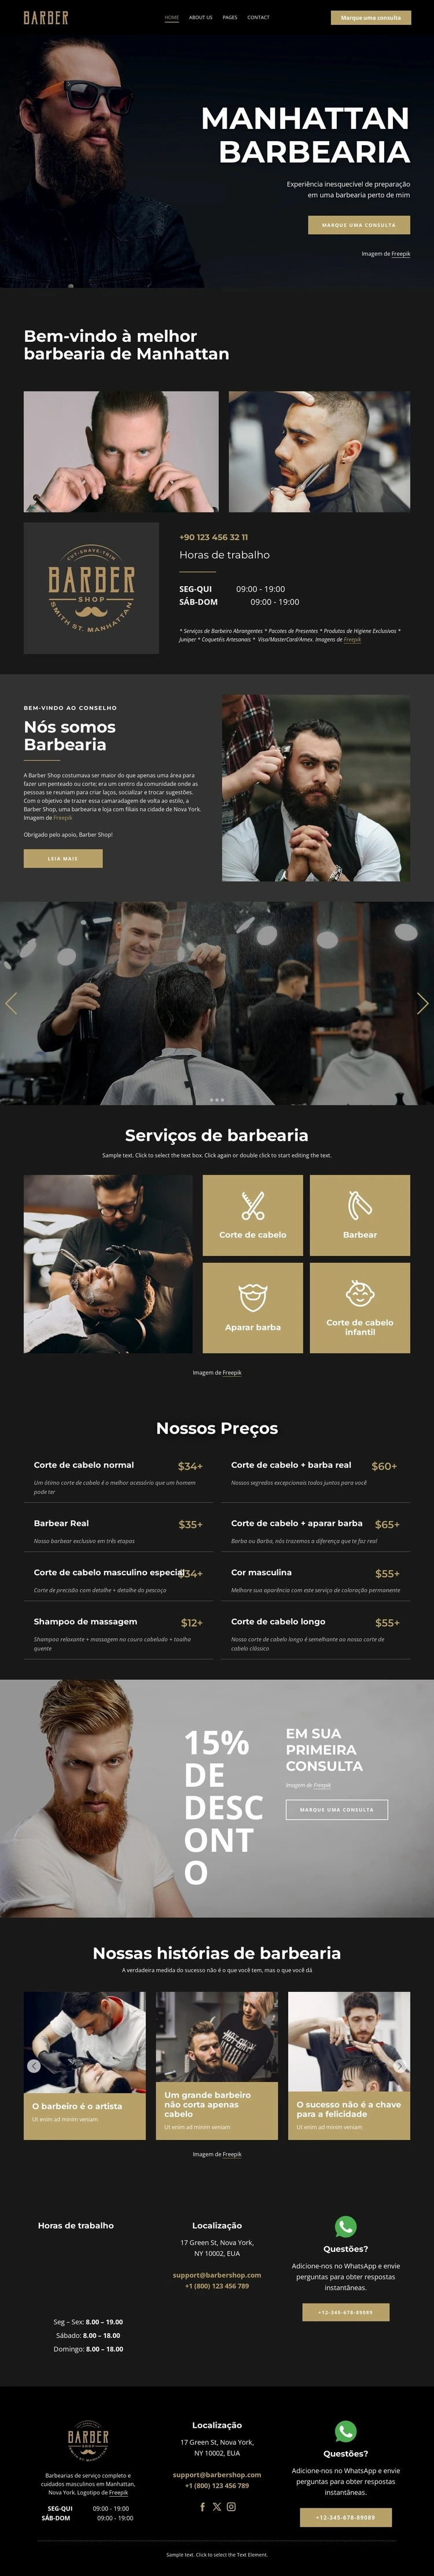 BARBER
HOME
ABOUT US
PAGES
CONTACT
Marque uma consulta
MANHATTAN
BARBEARIA
Experiência inesquecível de preparação
em uma barbearia perto de mim
MARQUE UMA CONSULTA
Imagem de Freepik
Bem-vindo à melhor
barbearia de Manhattan
CUT·SHAVE·TRIM
BARBER
SHOP
SMITH ST. MANHATTAN
+90 123 456 32 11
Horas de trabalho
SEG-QUI 09:00 - 19:00
SÁB-DOM 09:00 - 19:00
* Serviços de Barbeiro Abrangentes * Pacotes de Presentes * Produtos de Higiene Exclusivos *
Juniper * Coquetéis Artesanais * Visa/MasterCard/Amex. Imagens de Freepik
BEM-VINDO AO CONSELHO
Nós somos
Barbearia
A Barber Shop costumava ser maior do que apenas uma área para
fazer um penteado ou corte; era um centro da comunidade onde as
pessoas se reuniam para criar laços, socializar e trocar sugestões.
Com o objetivo de trazer essa camaradagem de volta ao estilo, a
Barber Shop, uma barbearia e loja com filiais na cidade de Nova York.
Imagem de Freepik
Obrigado pelo apoio, Barber Shop!
LEIA MAIS
Serviços de barbearia
Sample text. Click to select the text box. Click again or double click to start editing the text.
Corte de cabelo
Barbear
Aparar barba
Corte de cabelo
infantil
Imagem de Freepik
Nossos Preços
Corte de cabelo normal $34+
Um ótimo corte de cabelo é o melhor acessório que um homem
pode ter
Corte de cabelo + barba real $60+
Nossos segredos excepcionais todos juntos para você
Barbear Real $35+
Nosso barbear exclusivo em três etapas
Corte de cabelo + aparar barba $65+
Barba ou Barba, nós trazemos a diferença que te faz real
Corte de cabelo masculino especial $34+
Corte de precisão com detalhe + detalhe do pescoço
Cor masculina $55+
Melhore sua aparência com este serviço de coloração permanente
Shampoo de massagem $12+
Shampoo relaxante + massagem no couro cabeludo + toalha
quente
Corte de cabelo longo $55+
Nosso corte de cabelo longo é semelhante ao nosso corte de
cabelo clássico
15%
DE
DESC
ONT
O
EM SUA
PRIMEIRA
CONSULTA
Imagem de Freepik
MARQUE UMA CONSULTA
Nossas histórias de barbearia
A verdadeira medida do sucesso não é o que você tem, mas o que você dá
O barbeiro é o artista
Ut enim ad minim veniam
Um grande barbeiro
não corta apenas
cabelo
Ut enim ad minim veniam
O sucesso não é a chave
para a felicidade
Ut enim ad minim veniam
Imagem de Freepik
Horas de trabalho
Seg – Sex: 8.00 – 19.00
Sábado: 8.00 – 18.00
Domingo: 8.00 – 18.00
Localização
17 Green St, Nova York,
NY 10002, EUA
support@barbershop.com
+1 (800) 123 456 789
Questões?
Adicione-nos no WhatsApp e envie
perguntas para obter respostas
instantâneas.
+12-345-678-89089
BARBER
SHOP
Barbearias de serviço completo e
cuidados masculinos em Manhattan,
Nova York. Logotipo de Freepik
SEG-QUI 09:00 - 19:00
SÁB-DOM 09:00 - 19:00
Localização
17 Green St, Nova York,
NY 10002, EUA
support@barbershop.com
+1 (800) 123 456 789
Questões?
Adicione-nos no WhatsApp e envie
perguntas para obter respostas
instantâneas.
+12-345-678-89089
Sample text. Click to select the Text Element.